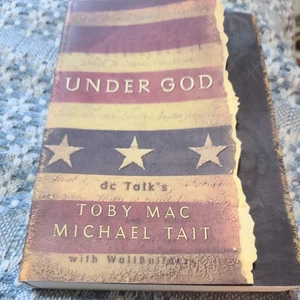 UNDER GOD
dc Talk's
TOBY MAC
MICHAEL TAIT
with WallBuilders